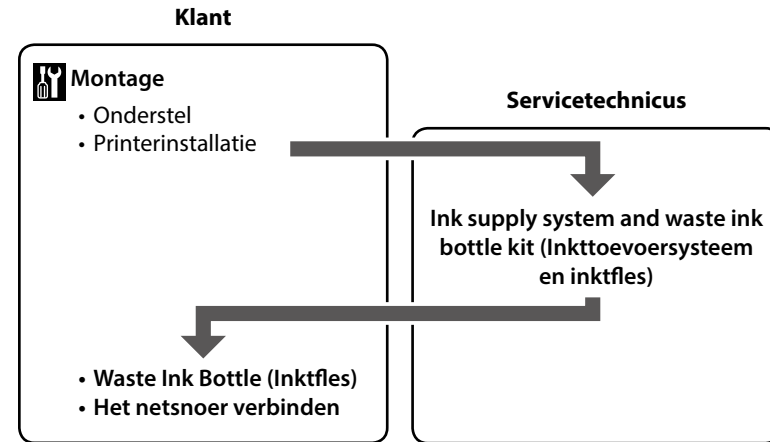 Klant
Montage
• Onderstel
• Printerinstallatie
Servicetechnicus
Ink supply system and waste ink
bottle kit (Inkttoevoersysteem
en inktfles)
• Waste Ink Bottle (Inktfles)
• Het netsnoer verbinden